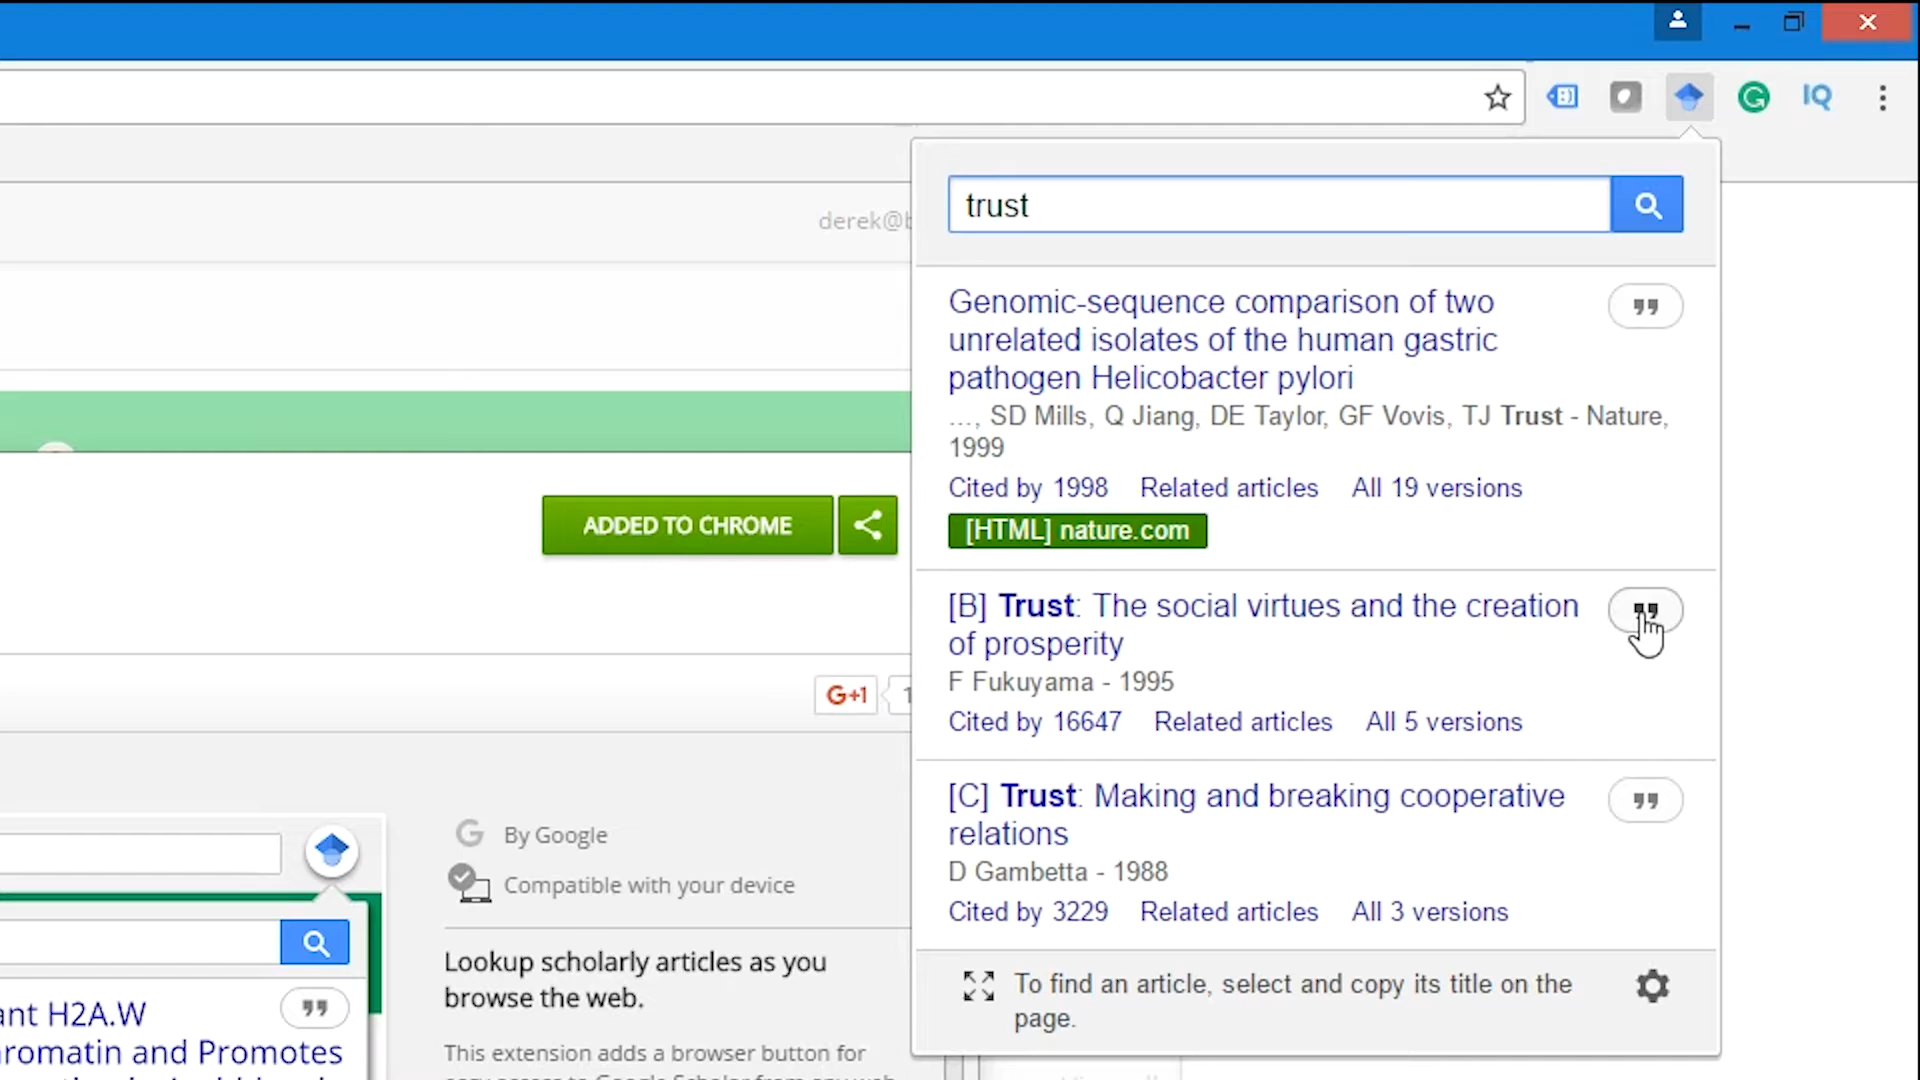 IQ
derek@b
trust
Genomic-sequence comparison of two
unrelated isolates of the human gastric
pathogen Helicobacter pylori
..., SD Mills, Q Jiang, DE Taylor, GF Vovis, TJ Trust - Nature,
1999
Cited by 1998 Related articles All 19 versions
[HTML] nature.com
ADDED TO CHROME
[B] Trust: The social virtues and the creation
of prosperity
F Fukuyama - 1995
Cited by 16647 Related articles All 5 versions
G+1
1
[C] Trust: Making and breaking cooperative
relations
D Gambetta - 1988
Cited by 3229 Related articles All 3 versions
To find an article, select and copy its title on the
page.
By Google
Compatible with your device
Lookup scholarly articles as you
browse the web.
This extension adds a browser button for
ant H2A.W
romatin and Promotes